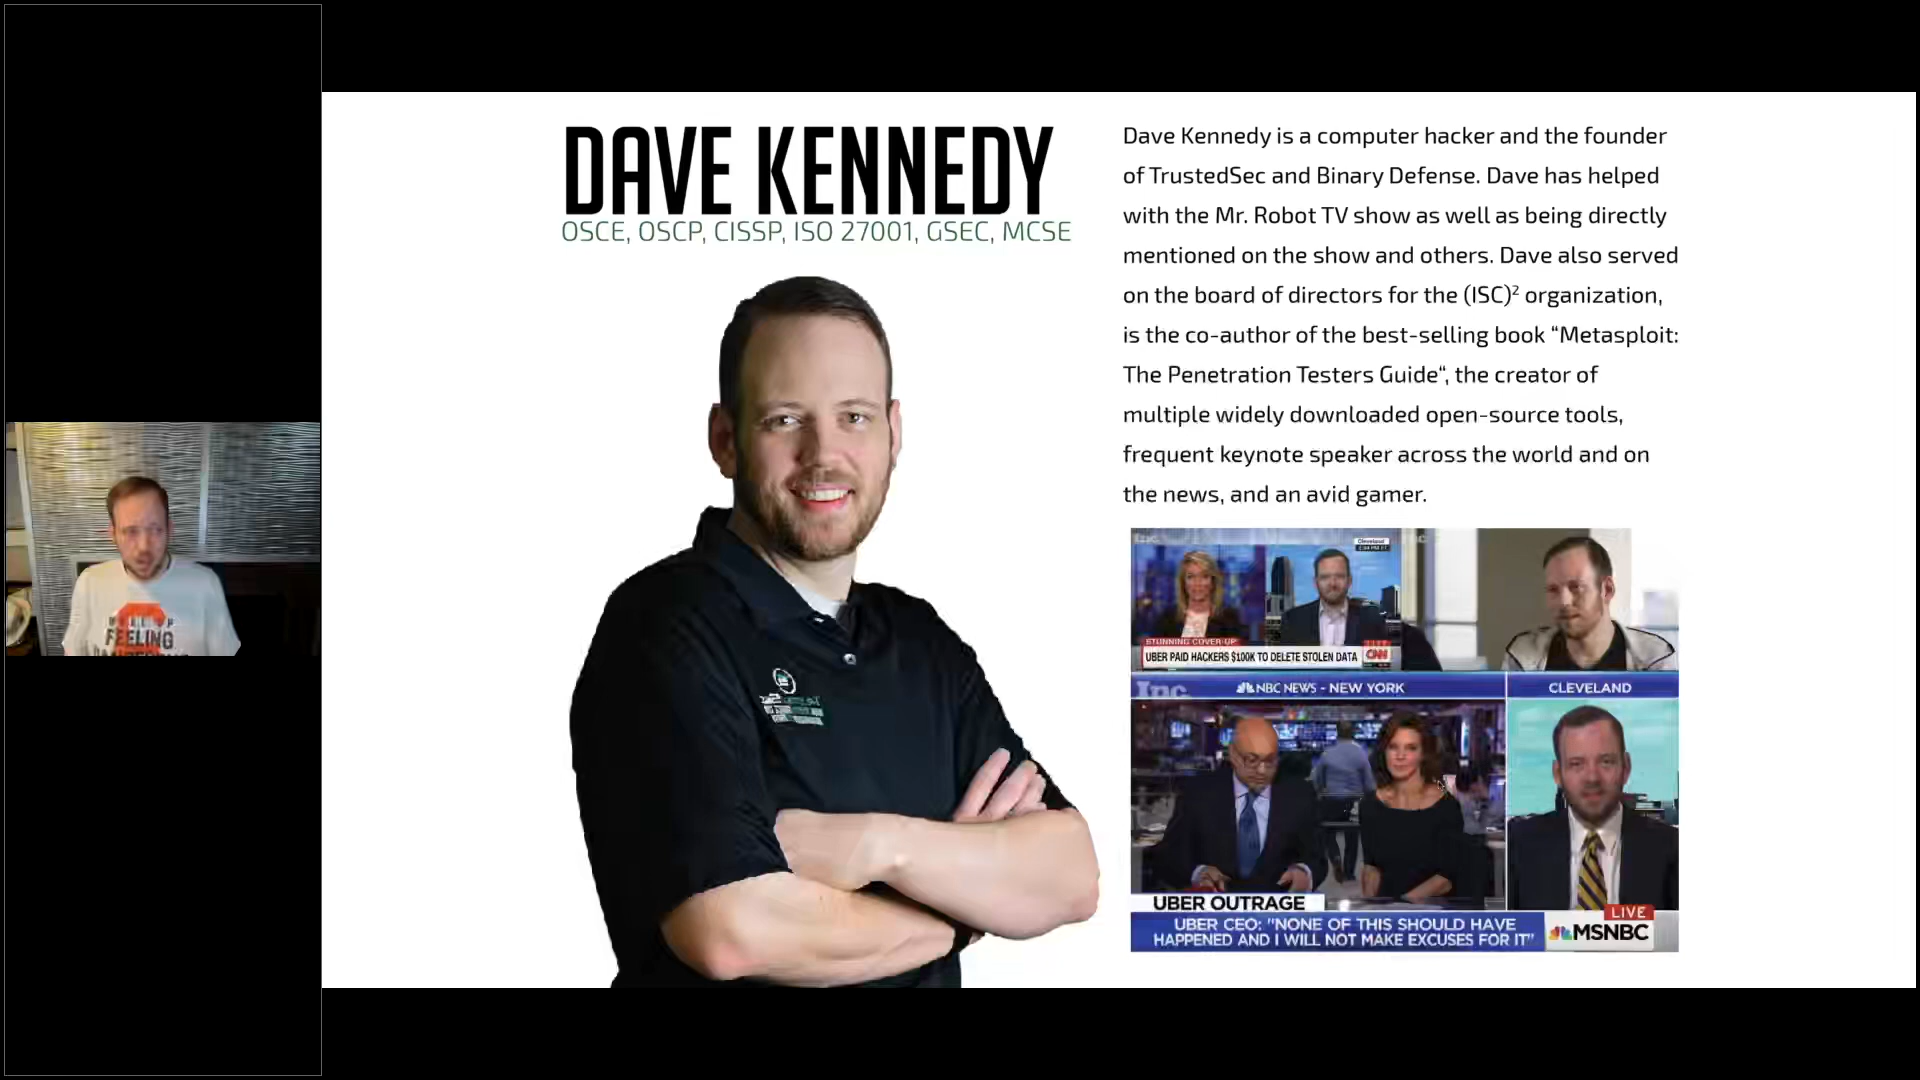 DAVE KENNEDY
OSCE, OSCP, CISSP, ISO 27001, GSEC, MCSE
Dave Kennedy is a computer hacker and the founder
of TrustedSec and Binary Defense. Dave has helped
with the Mr. Robot TV show as well as being directly
mentioned on the show and others. Dave also served
on the board of directors for the (ISC)² organization,
is the co-author of the best-selling book “Metasploit:
The Penetration Testers Guide“, the creator of
multiple widely downloaded open-source tools,
frequent keynote speaker across the world and on
the news, and an avid gamer.
FEELING
Inc.
Cleveland
STUNNING COVER-UP
UBER PAID HACKERS $100K TO DELETE STOLEN DATA
CNN
Inc.
NBC NEWS - NEW YORK
CLEVELAND
UBER OUTRAGE
UBER CEO: "NONE OF THIS SHOULD HAVE
HAPPENED AND I WILL NOT MAKE EXCUSES FOR IT"
LIVE
MSNBC